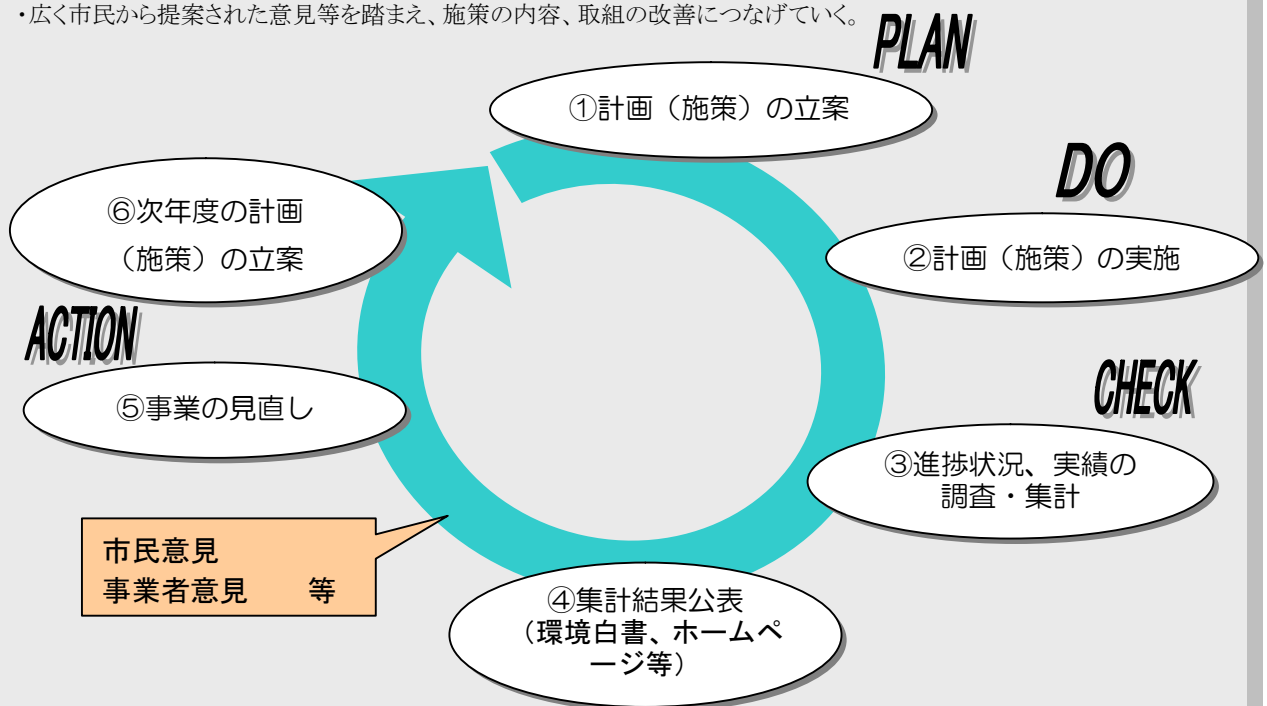 ・広く市民から提案された意見等を踏まえ、施策の内容、取組の改善につなげていく。
PLAN
①計画（施策）の立案
DO
②計画（施策）の実施
CHECK
③進捗状況、実績の
調査・集計
④集計結果公表
（環境白書、ホームペ
ージ等）
市民意見
事業者意見　　等
ACTION
⑤事業の見直し
⑥次年度の計画
（施策）の立案